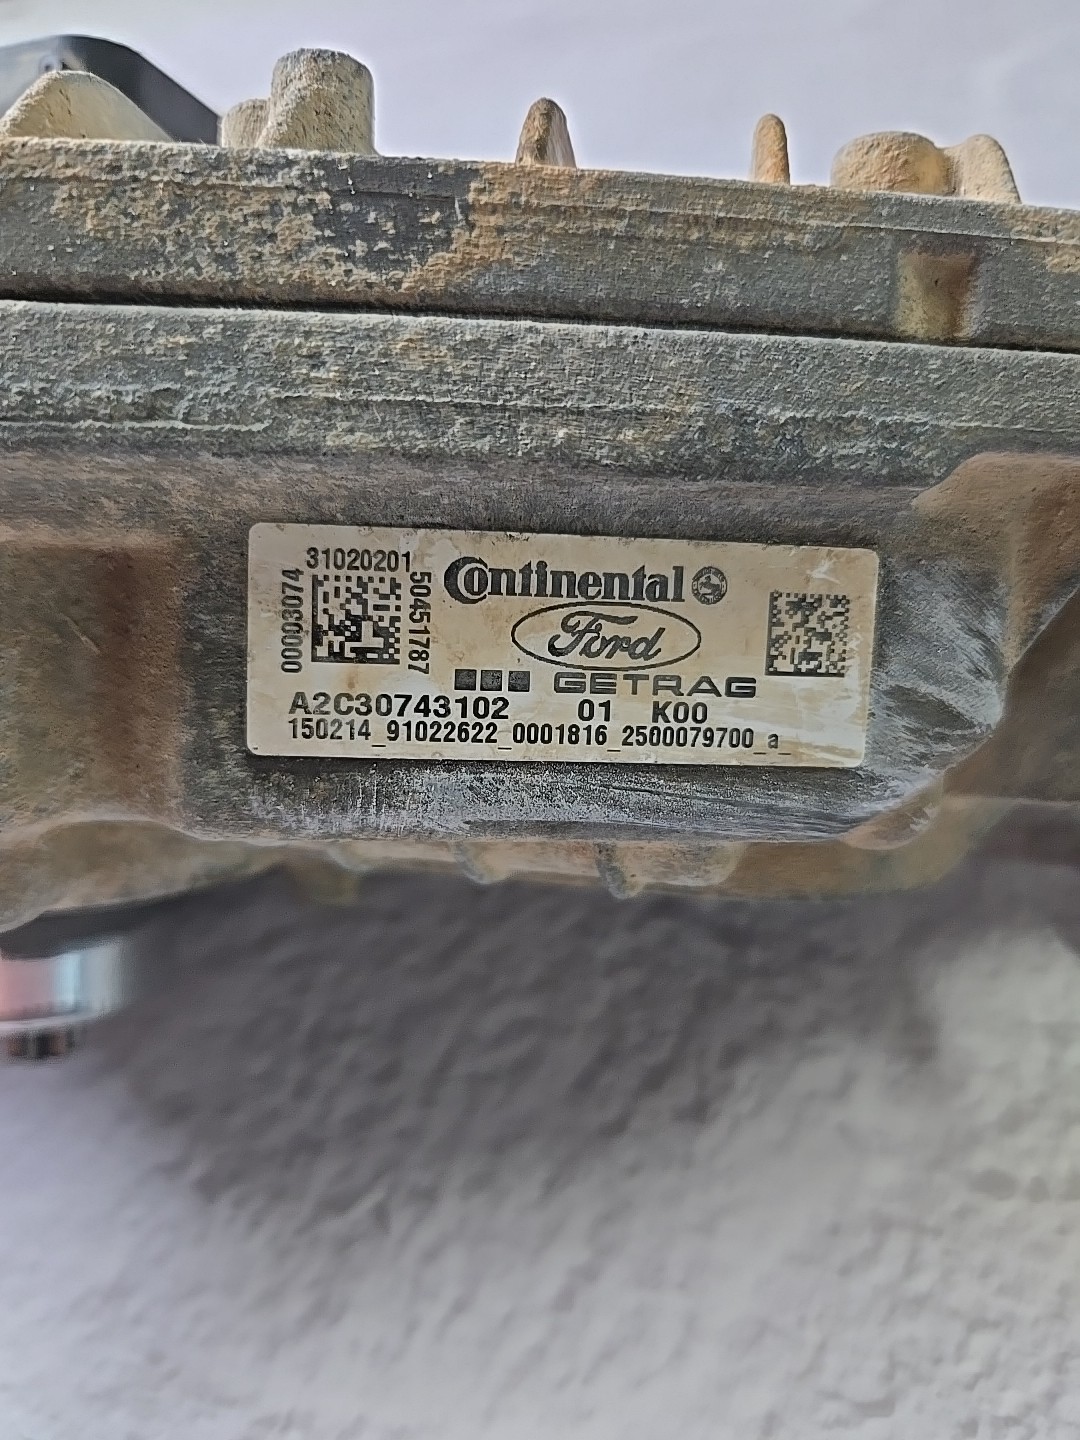 31020201
00003074
50451787
Continental
Ford
GETRAG
A2C30743102 01 K00
150214_91022622_0001816_2500079700_a_